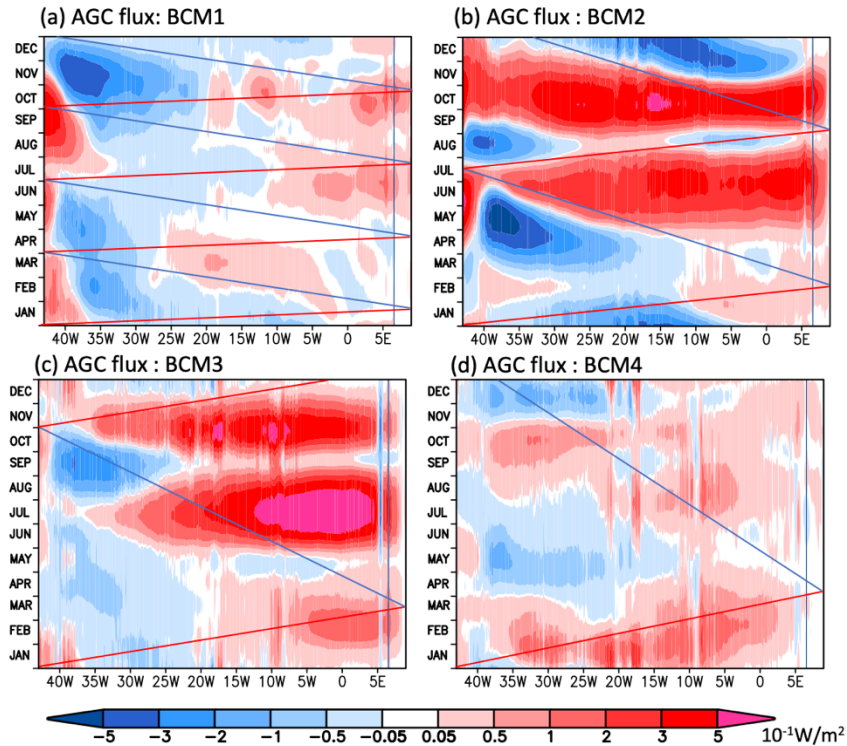 (a) AGC flux: BCM1
DEC
NOV
OCT
SEP
AUG
JUL
JUN
MAY
APR
MAR
FEB
JAN
40W 35W 30W 25W 20W 15W 10W 5W 0 5E
(b) AGC flux : BCM2
DEC
NOV
OCT
SEP
AUG
JUL
JUN
MAY
APR
MAR
FEB
JAN
40W 35W 30W 25W 20W 15W 10W 5W 0 5E
(c) AGC flux : BCM3
DEC
NOV
OCT
SEP
AUG
JUL
JUN
MAY
APR
MAR
FEB
JAN
40W 35W 30W 25W 20W 15W 10W 5W 0 5E
(d) AGC flux : BCM4
DEC
NOV
OCT
SEP
AUG
JUL
JUN
MAY
APR
MAR
FEB
JAN
40W 35W 30W 25W 20W 15W 10W 5W 0 5E
-5 -3 -2 -1 -0.5 -0.05 0.05 0.5 1 2 3 5 10⁻¹W/m²